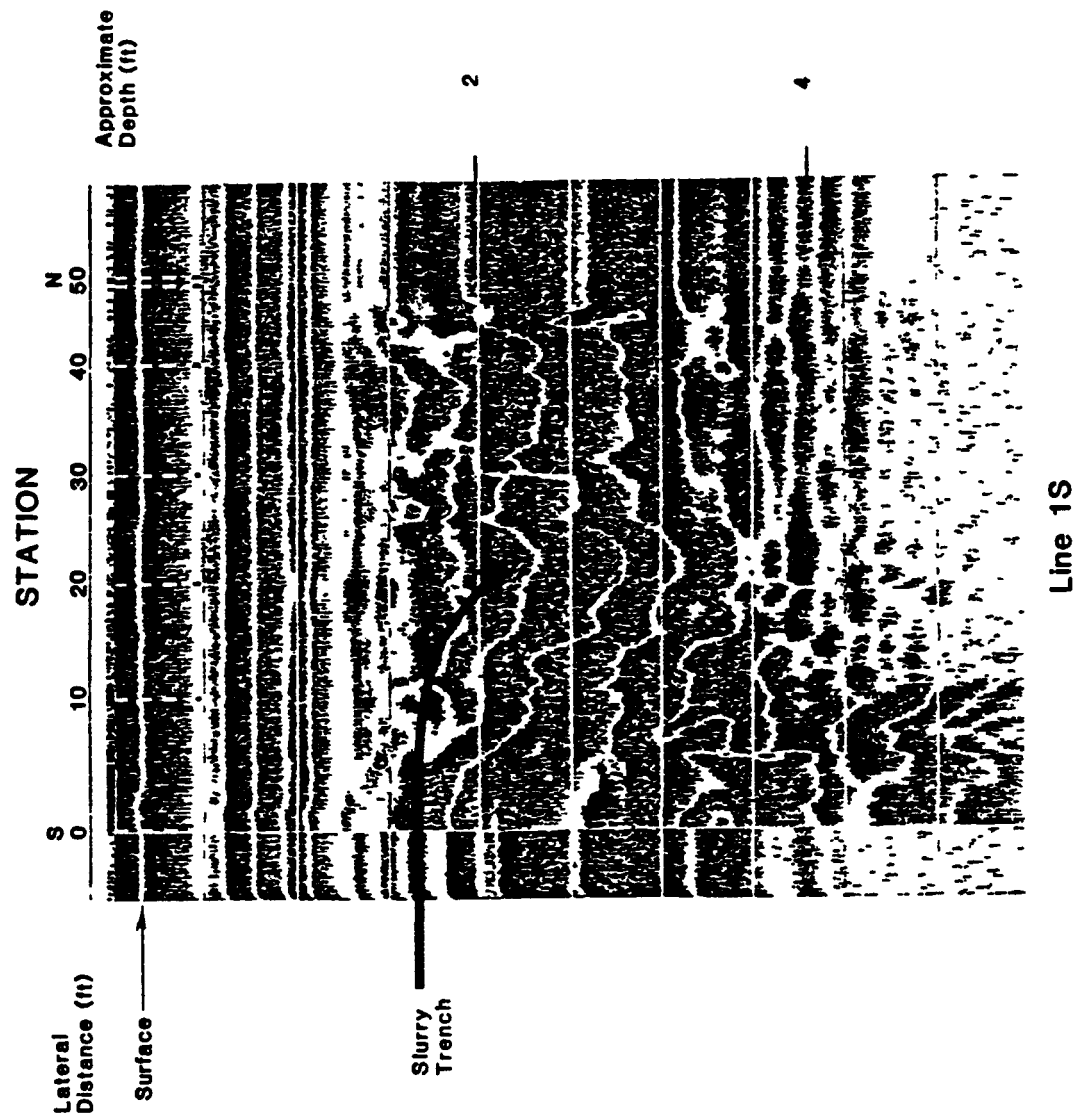 STATION
Lateral
Distance (ft)
S
0 10 20 30 40 50
N
Approximate
Depth (ft)
Surface
2
Slurry
Trench
4
Line 1S